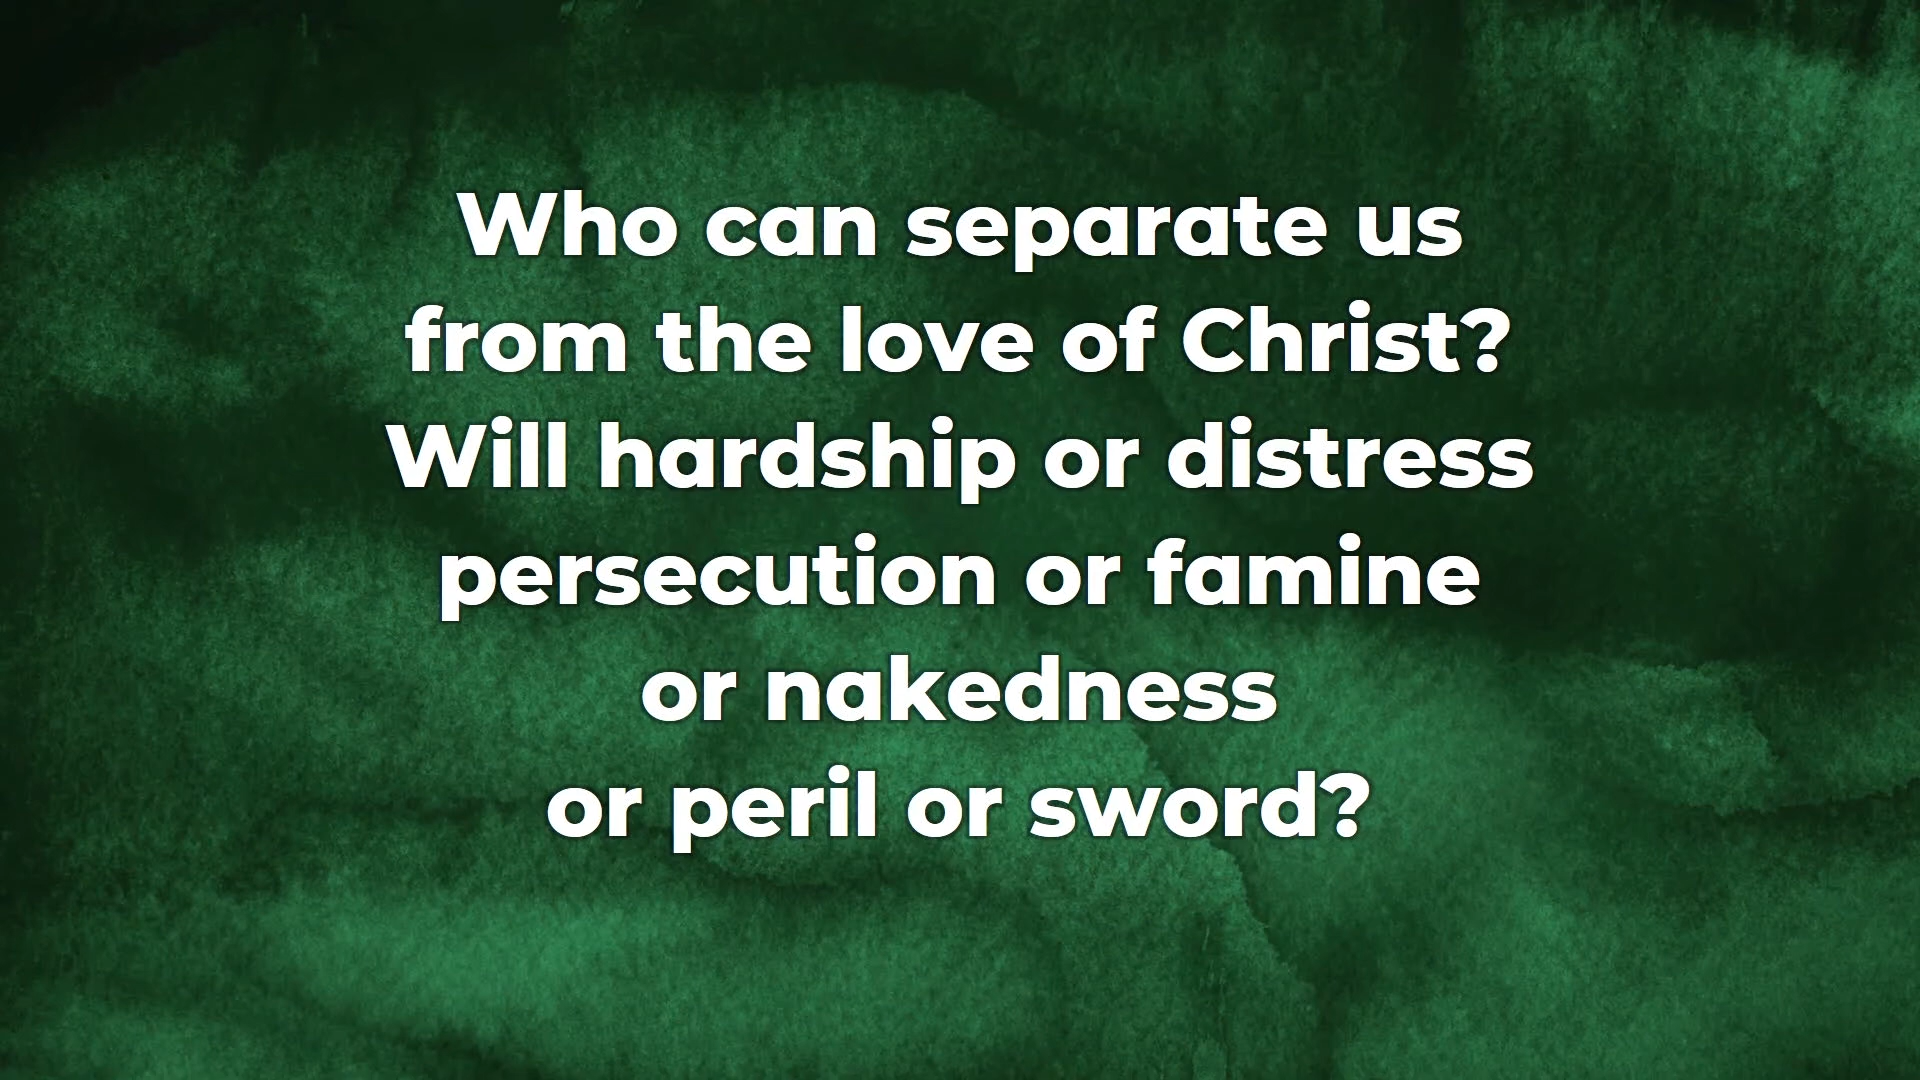 Who can separate us
from the love of Christ?
Will hardship or distress
persecution or famine
or nakedness
or peril or sword?